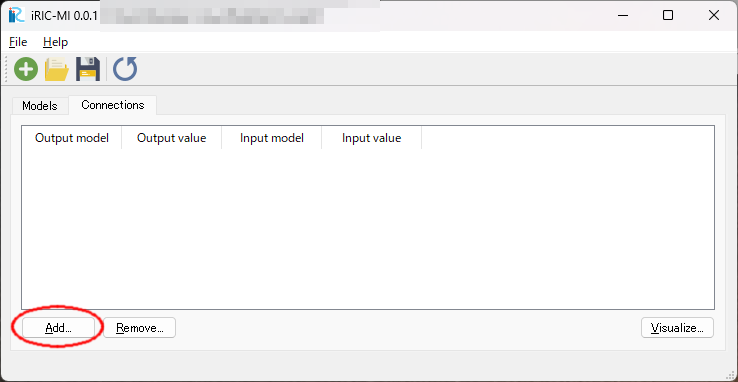 iRIC-MI 0.0.1
File Help
Models Connections
Output model Output value Input model Input value
Add... Remove... Visualize...